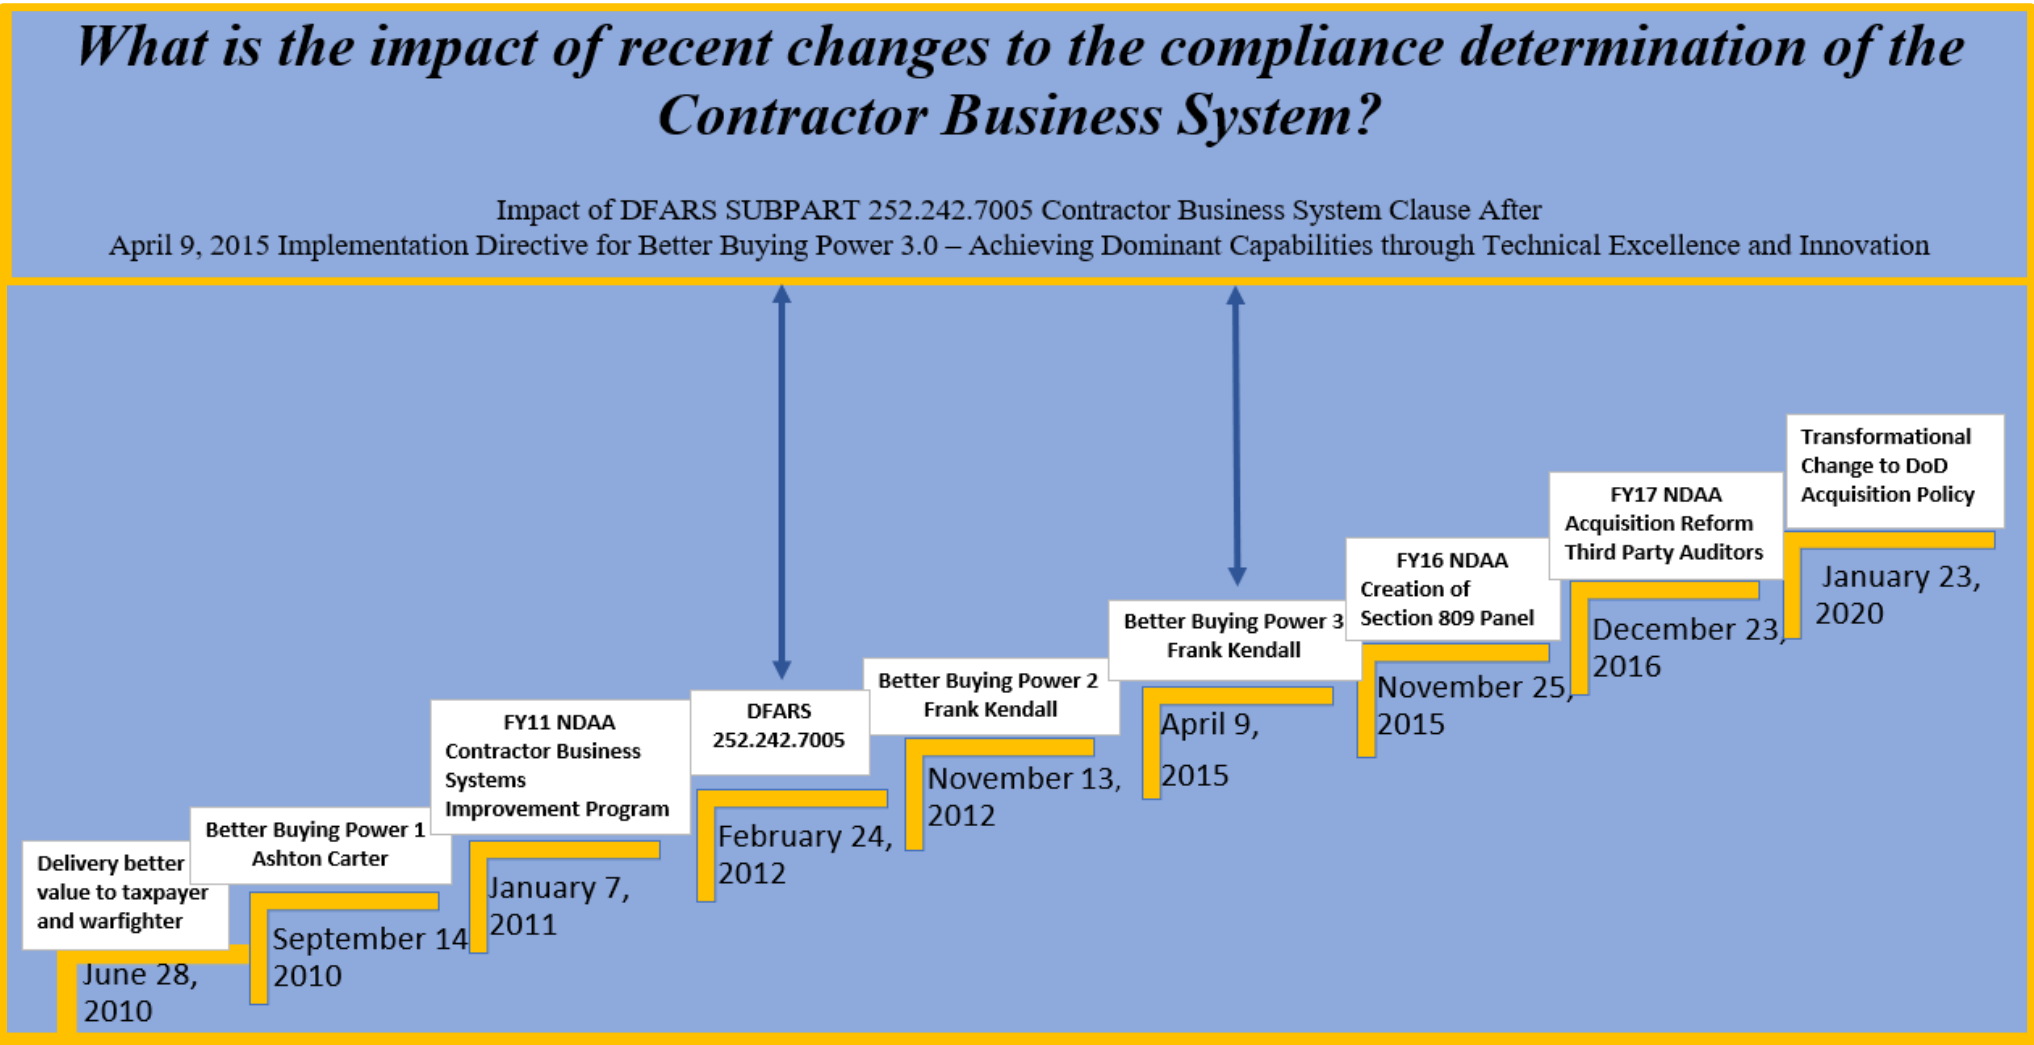 What is the impact of recent changes to the compliance determination of the
Contractor Business System?
Impact of DFARS SUBPART 252.242.7005 Contractor Business System Clause After
April 9, 2015 Implementation Directive for Better Buying Power 3.0 – Achieving Dominant Capabilities through Technical Excellence and Innovation
Delivery better
value to taxpayer
and warfighter
June 28,
2010
Better Buying Power 1
Ashton Carter
September 14
2010
FY11 NDAA
Contractor Business
Systems
Improvement Program
January 7,
2011
DFARS
252.242.7005
February 24,
2012
Better Buying Power 2
Frank Kendall
November 13,
2012
Better Buying Power 3
Frank Kendall
April 9,
2015
FY16 NDAA
Creation of
Section 809 Panel
November 25,
2015
FY17 NDAA
Acquisition Reform
Third Party Auditors
December 23,
2016
Transformational
Change to DoD
Acquisition Policy
January 23,
2020